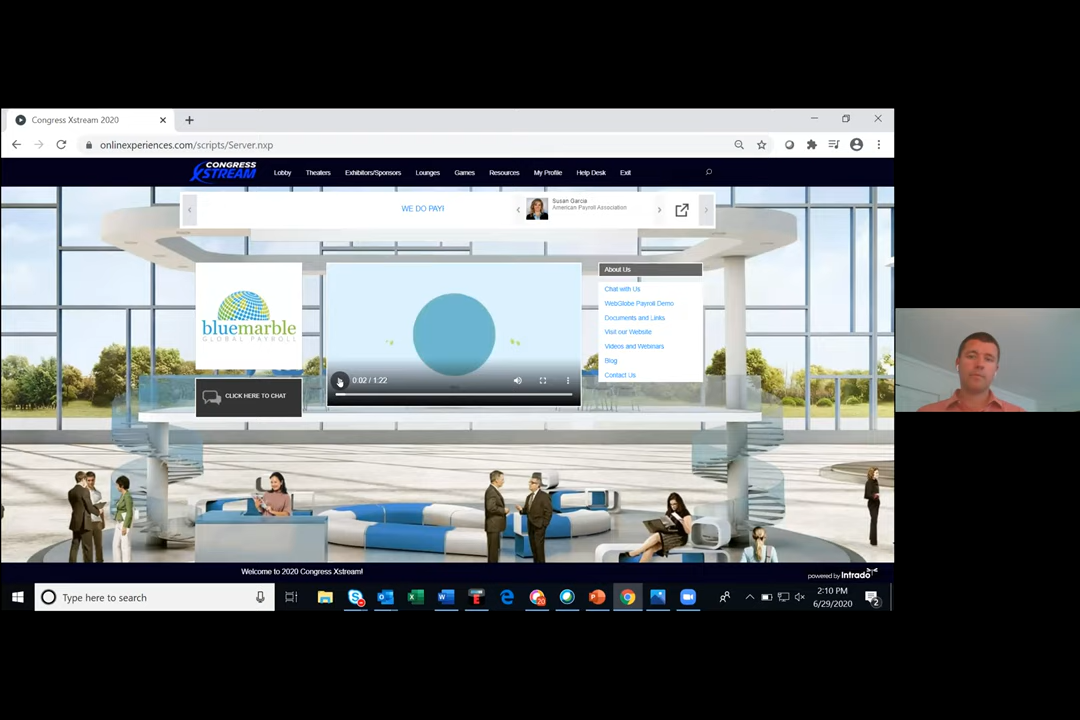 Congress Xstream 2020
onlinexperiences.com/scripts/Server.nxp
CONGRESS
XSTREAM
Lobby Theaters Exhibitors/Sponsors Lounges Games Resources My Profile Help Desk Exit
WE DO PAY!
Susan Garcia
American Payroll Association
bluemarble
GLOBAL PAYROLL
CLICK HERE TO CHAT
0:02 / 1:22
About Us
Chat with Us
WebGlobe Payroll Demo
Documents and Links
Visit our Website
Videos and Webinars
Blog
Contact Us
Welcome to 2020 Congress Xstream!
powered by Intrado
Type here to search
2:10 PM
6/29/2020
2